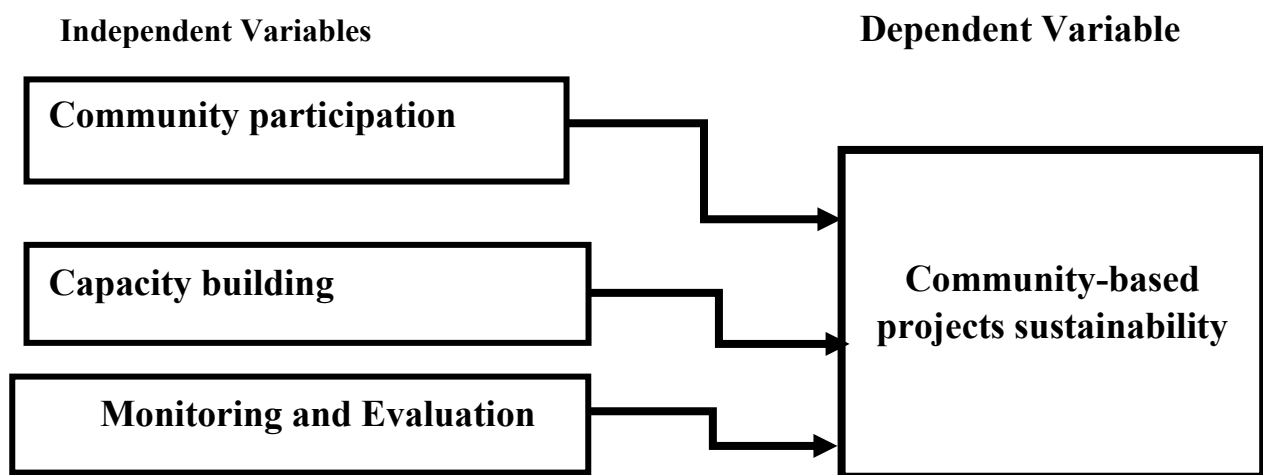 Independent Variables
Dependent Variable
Community participation
Capacity building
Community-based
projects sustainability
Monitoring and Evaluation